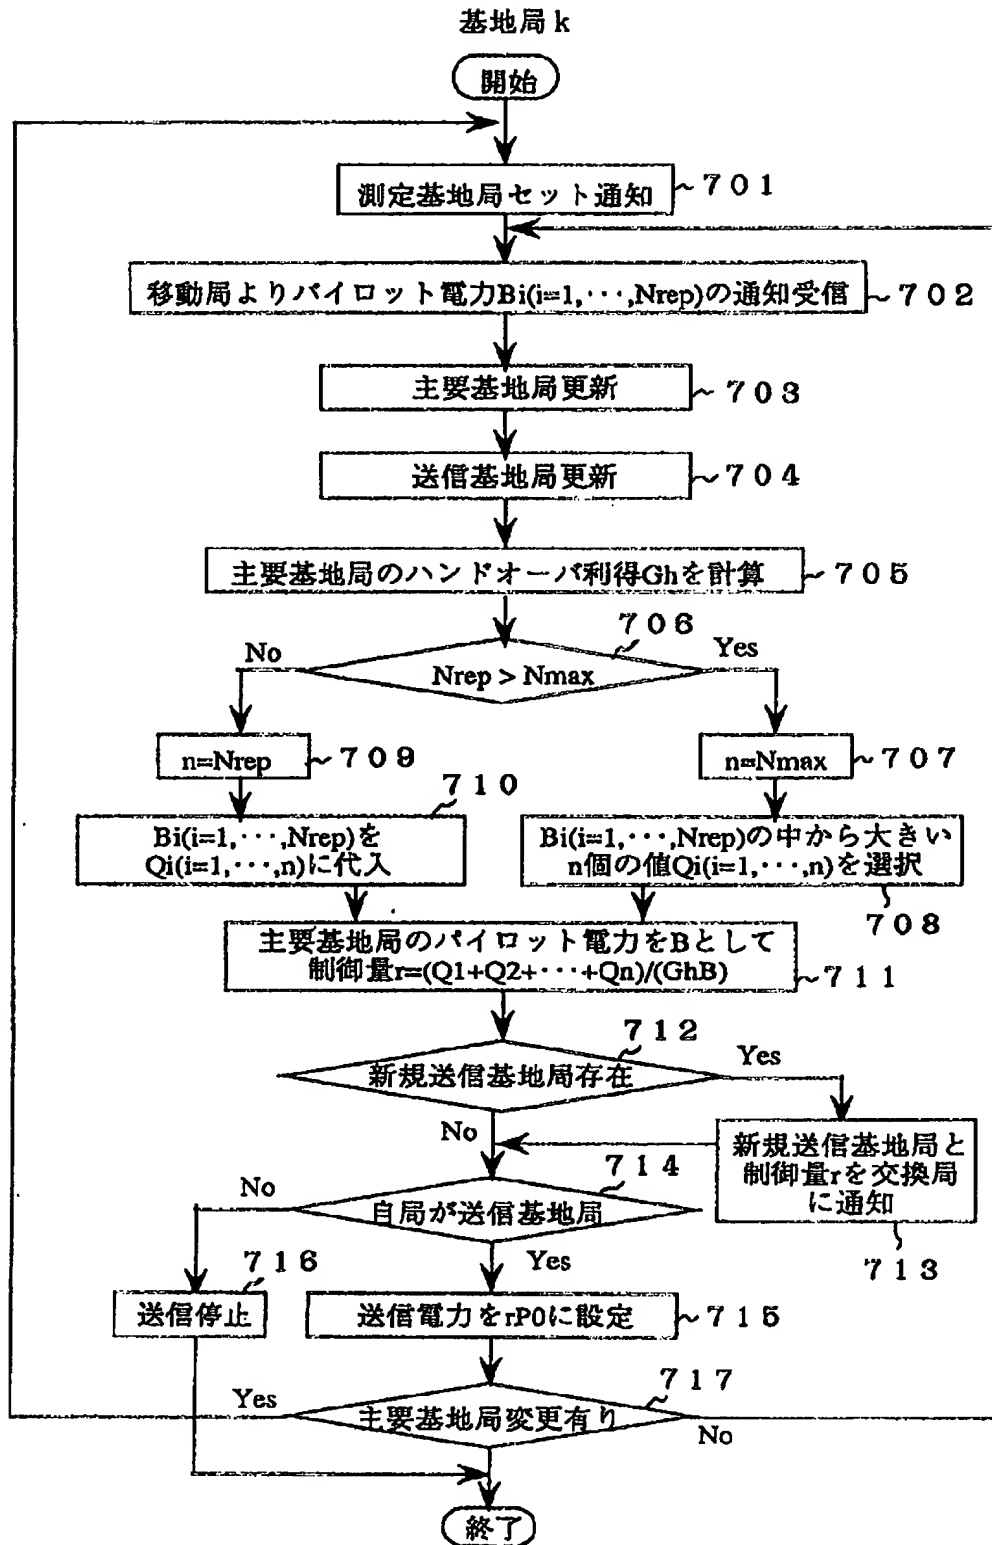 基地局k
開始
測定基地局セット通知
701
移動局よりパイロット電力Bi(i=1,···,Nrep)の通知受信
702
主要基地局更新
703
送信基地局更新
704
主要基地局のハンドオーバ利得Ghを計算
705
706
No
Yes
Nrep > Nmax
n=Nrep
709
n=Nmax
707
710
Bi(i=1,···,Nrep)を
Qi(i=1,···,n)に代入
Bi(i=1,···,Nrep)の中から大きい
n個の値Qi(i=1,···,n)を選択
708
主要基地局のパイロット電力をBとして
制御量r=(Q1+Q2+···+Qn)/(GhB)
711
712
Yes
新規送信基地局存在
No
新規送信基地局と
制御量rを交換局
に通知
713
714
No
自局が送信基地局
Yes
716
送信停止
送信電力をrP0に設定
715
717
Yes
主要基地局変更有り
No
終了